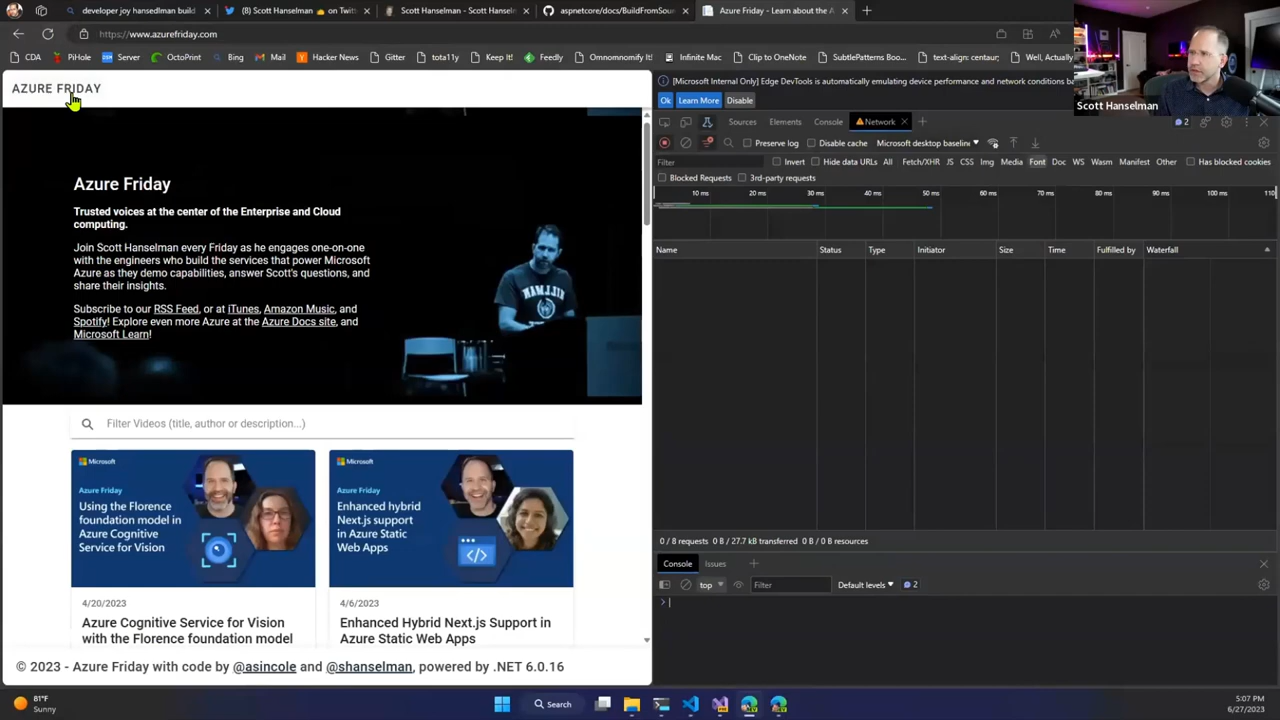 developer joy hansedlman build
(8) Scott Hanselman
on Twitt
Scott Hanselman - Scott Hanselm
aspnetcore/docs/BuildFromSour
Azure Friday - Learn about the A
https://www.azurefriday.com
CDA
PiHole
Server
OctoPrint
Bing
Mail
Hacker News
Gitter
tota11y
Keep It!
Feedly
Omnomnomify It!
Infinite Mac
Clip to OneNote
SubtlePatterns Boo...
text-align: center;
Well, Actually
Scott Hanselman
AZURE FRIDAY
Azure Friday
Trusted voices at the center of the Enterprise and Cloud
computing.
Join Scott Hanselman every Friday as he engages one-on-one
with the engineers who build the services that power Microsoft
Azure as they demo capabilities, answer Scott's questions, and
share their insights.
Subscribe to our RSS Feed, or at iTunes, Amazon Music, and
Spotify! Explore even more Azure at the Azure Docs site, and
Microsoft Learn!
Filter Videos (title, author or description...)
Microsoft
Azure Friday
Using the Florence
foundation model in
Azure Cognitive
Service for Vision
4/20/2023
Azure Cognitive Service for Vision
with the Florence foundation model
Microsoft
Azure Friday
Enhanced hybrid
Next.js support
in Azure Static
Web Apps
4/6/2023
Enhanced Hybrid Next.js Support in
Azure Static Web Apps
© 2023 - Azure Friday with code by @asincole and @shanselman, powered by .NET 6.0.16
[Microsoft Internal Only] Edge DevTools is automatically emulating device performance and network conditions ba
Ok
Learn More
Disable
Sources
Elements
Console
Network
2
Preserve log
Disable cache
Microsoft desktop baseline
Filter
Invert
Hide data URLs
All
Fetch/XHR
JS
CSS
Img
Media
Font
Doc
WS
Wasm
Manifest
Other
Has blocked cookies
Blocked Requests
3rd-party requests
10 ms
20 ms
30 ms
40 ms
50 ms
60 ms
70 ms
80 ms
90 ms
100 ms
110
Name
Status
Type
Initiator
Size
Time
Fulfilled by
Waterfall
0 / 8 requests
0 B / 27.7 kB transferred
0 B / 0 B resources
Console
Issues
top
Filter
Default levels
2
81°F
Sunny
Search
5:07 PM
6/27/2023